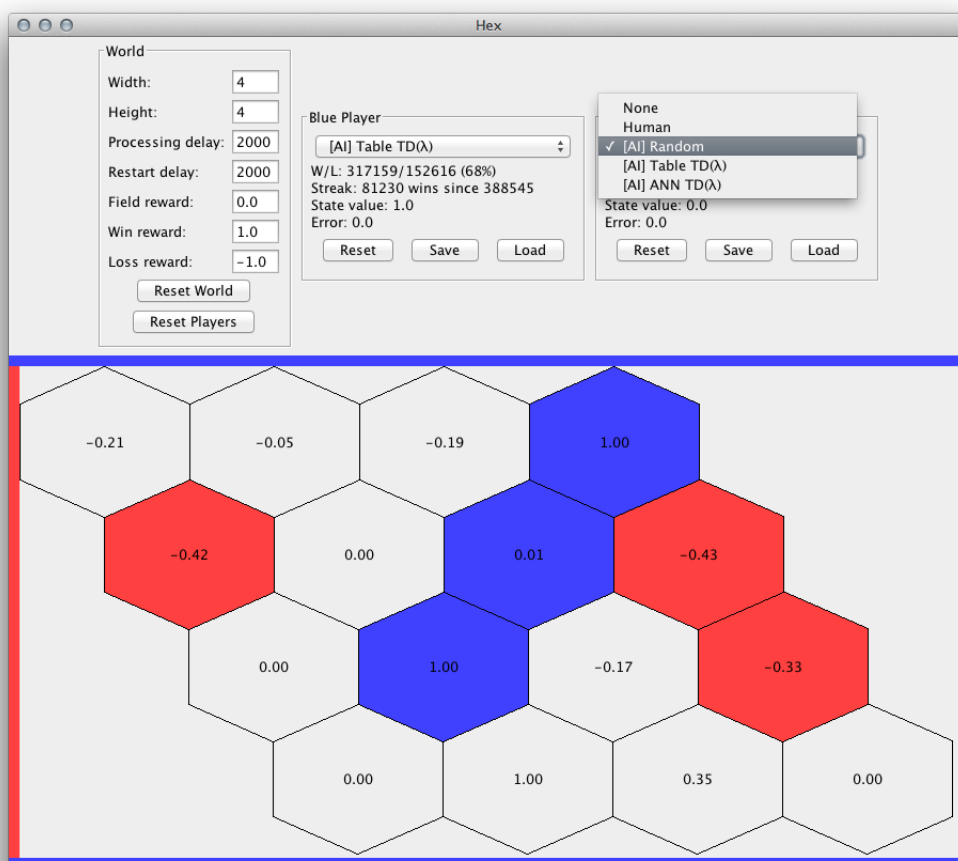 Hex
World
Width: 4
Height: 4
Processing delay: 2000
Restart delay: 2000
Field reward: 0.0
Win reward: 1.0
Loss reward: -1.0
Reset World
Reset Players
Blue Player
[AI] Table TD(λ)
W/L: 317159/152616 (68%)
Streak: 81230 wins since 388545
State value: 1.0
Error: 0.0
Reset Save Load
None
Human
✓ [AI] Random
[AI] Table TD(λ)
[AI] ANN TD(λ)
State value: 0.0
Error: 0.0
Reset Save Load
-0.21 -0.05 -0.19 1.00
-0.42 0.00 0.01 -0.43
0.00 1.00 -0.17 -0.33
0.00 1.00 0.35 0.00